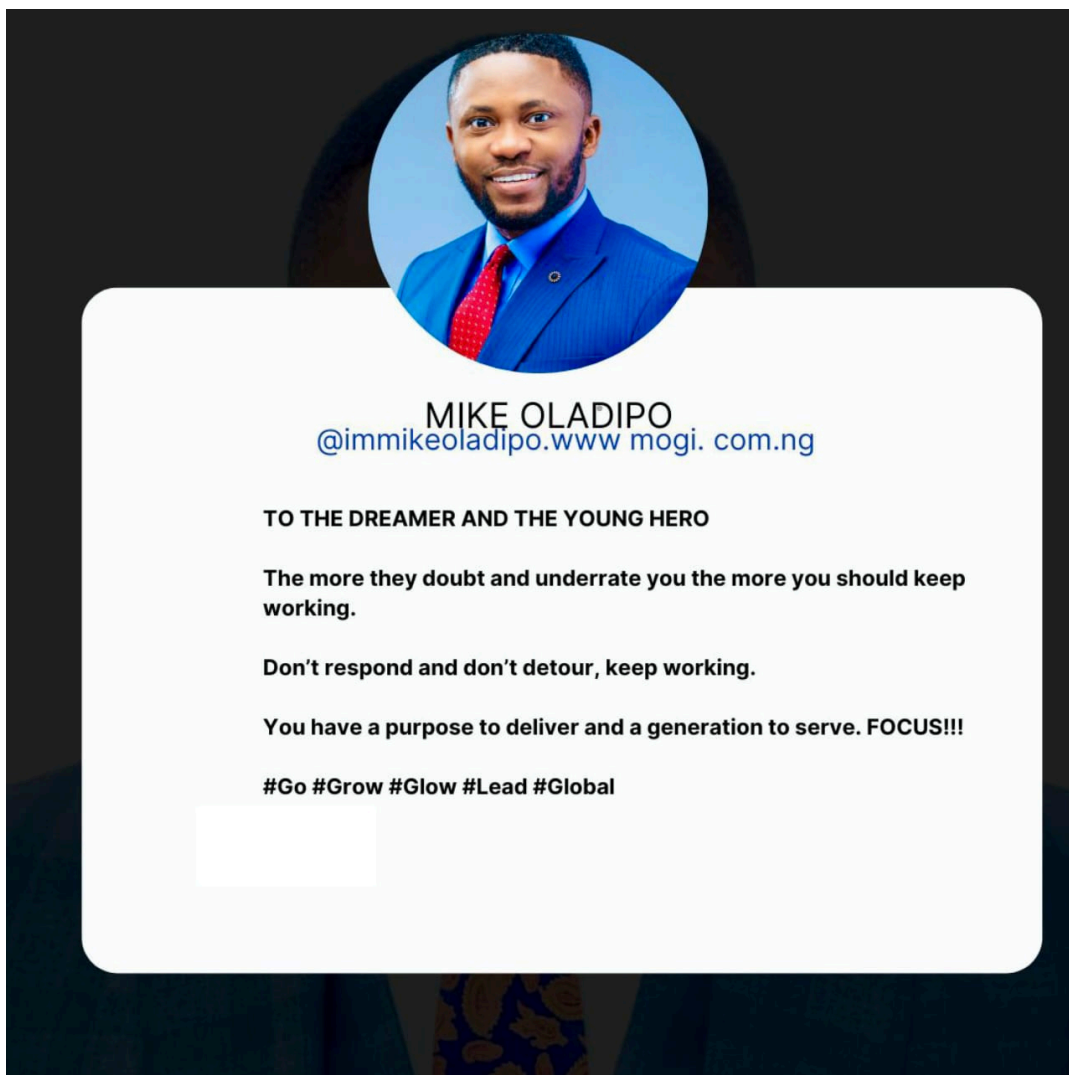 MIKE OLADIPO
@immikeoladipo.www mogi. com.ng
TO THE DREAMER AND THE YOUNG HERO
The more they doubt and underrate you the more you should keep
working.
Don’t respond and don’t detour, keep working.
You have a purpose to deliver and a generation to serve. FOCUS!!!
#Go #Grow #Glow #Lead #Global